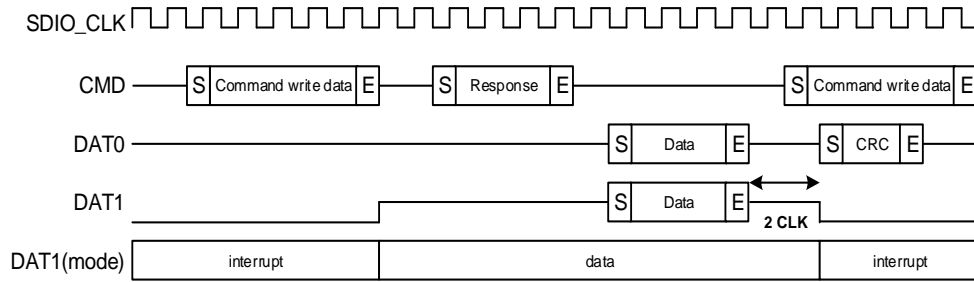 SDIO_CLK
CMD S Command write data E S Response E S Command write data E
DAT0 S Data E S CRC E
DAT1 S Data E
2 CLK
DAT1(mode) interrupt data interrupt